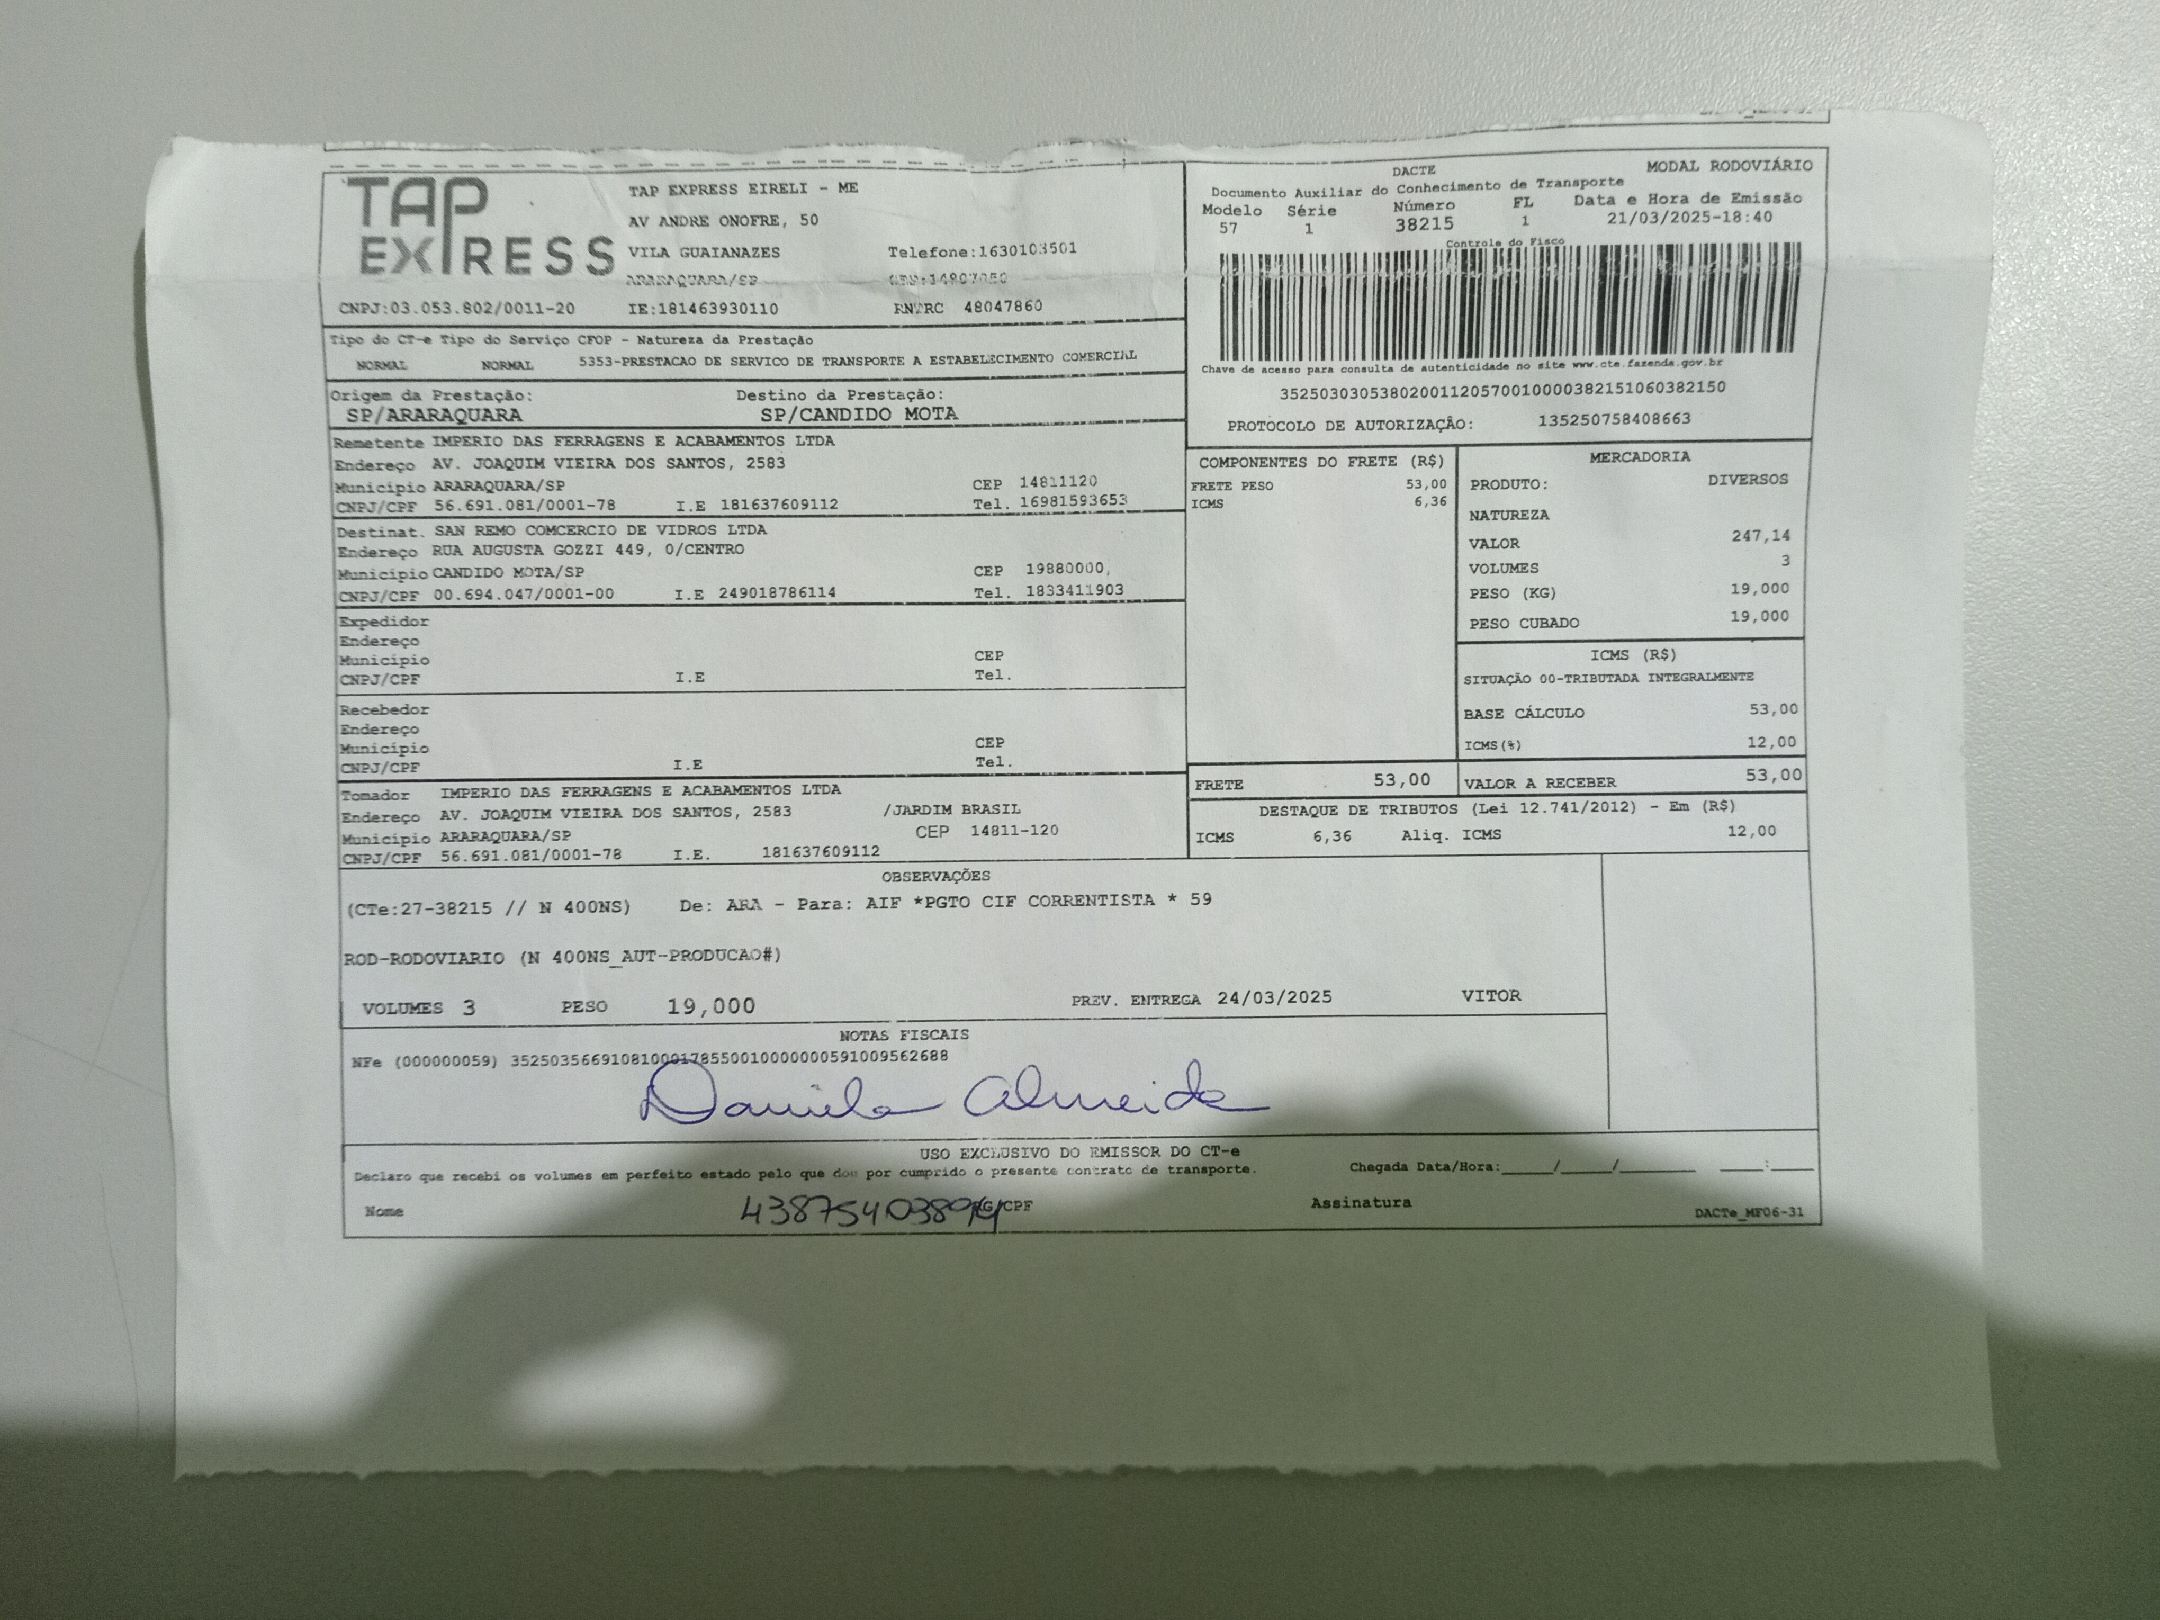 TAP EXPRESS
TAP EXPRESS EIRELI - ME
AV ANDRE ONOFRE, 50
VILA GUAIANAZES Telefone:1630103501
ARARAQUARA/SP
CNPJ:03.053.802/0011-20 IE:181463930110 RNTRC 48047860
DACTE MODAL RODOVIÁRIO
Documento Auxiliar do Conhecimento de Transporte
Modelo Série Número FL Data e Hora de Emissão
57 1 38215 1 21/03/2025-18:40
Controle do Fisco
Chave de acesso para consulta de autenticidade no site www.cte.fazenda.gov.br
35250303053802001120570010000382151060382150
PROTOCOLO DE AUTORIZAÇÃO: 135250758408663
Tipo do CT-e Tipo do Serviço CFOP - Natureza da Prestação
NORMAL NORMAL 5353-PRESTACAO DE SERVICO DE TRANSPORTE A ESTABELECIMENTO COMERCIAL
Origem da Prestação: Destino da Prestação:
SP/ARARAQUARA SP/CANDIDO MOTA
Remetente IMPERIO DAS FERRAGENS E ACABAMENTOS LTDA
Endereço AV. JOAQUIM VIEIRA DOS SANTOS, 2583
Município ARARAQUARA/SP CEP 14811120
CNPJ/CPF 56.691.081/0001-78 I.E 181637609112 Tel. 16981593653
Destinat. SAN REMO COMCERCIO DE VIDROS LTDA
Endereço RUA AUGUSTA GOZZI 449, 0/CENTRO
Município CANDIDO MOTA/SP CEP 19880000
CNPJ/CPF 00.694.047/0001-00 I.E 249018786114 Tel. 1833411903
Expedidor
Endereço
Município CEP
CNPJ/CPF I.E Tel.
Recebedor
Endereço
Município CEP
CNPJ/CPF I.E Tel.
Tomador IMPERIO DAS FERRAGENS E ACABAMENTOS LTDA
Endereço AV. JOAQUIM VIEIRA DOS SANTOS, 2583 /JARDIM BRASIL
Município ARARAQUARA/SP CEP 14811-120
CNPJ/CPF 56.691.081/0001-78 I.E. 181637609112
COMPONENTES DO FRETE (R$)
FRETE PESO 53,00
ICMS 6,36
MERCADORIA
PRODUTO: DIVERSOS
NATUREZA
VALOR 247,14
VOLUMES 3
PESO (KG) 19,000
PESO CUBADO 19,000
ICMS (R$)
SITUAÇÃO 00-TRIBUTADA INTEGRALMENTE
BASE CÁLCULO 53,00
ICMS(%) 12,00
FRETE 53,00 VALOR A RECEBER 53,00
DESTAQUE DE TRIBUTOS (Lei 12.741/2012) - Em (R$)
ICMS 6,36 Aliq. ICMS 12,00
OBSERVAÇÕES
(CTe:27-38215 // N 400NS) De: ARA - Para: AIF *PGTO CIF CORRENTISTA * 59
ROD-RODOVIARIO (N 400NS_AUT-PRODUCAO#)
VOLUMES 3 PESO 19,000 PREV. ENTREGA 24/03/2025 VITOR
NOTAS FISCAIS
NFe (000000059) 35250356691081000178550010000000591009562688
Daniela Almeida
USO EXCLUSIVO DO EMISSOR DO CT-e
Declaro que recebi os volumes em perfeito estado pelo que dou por cumprido o presente contrato de transporte. Chegada Data/Hora:_____/_____/________ ____:____
Nome RG/CPF Assinatura DACTe_MF06-31